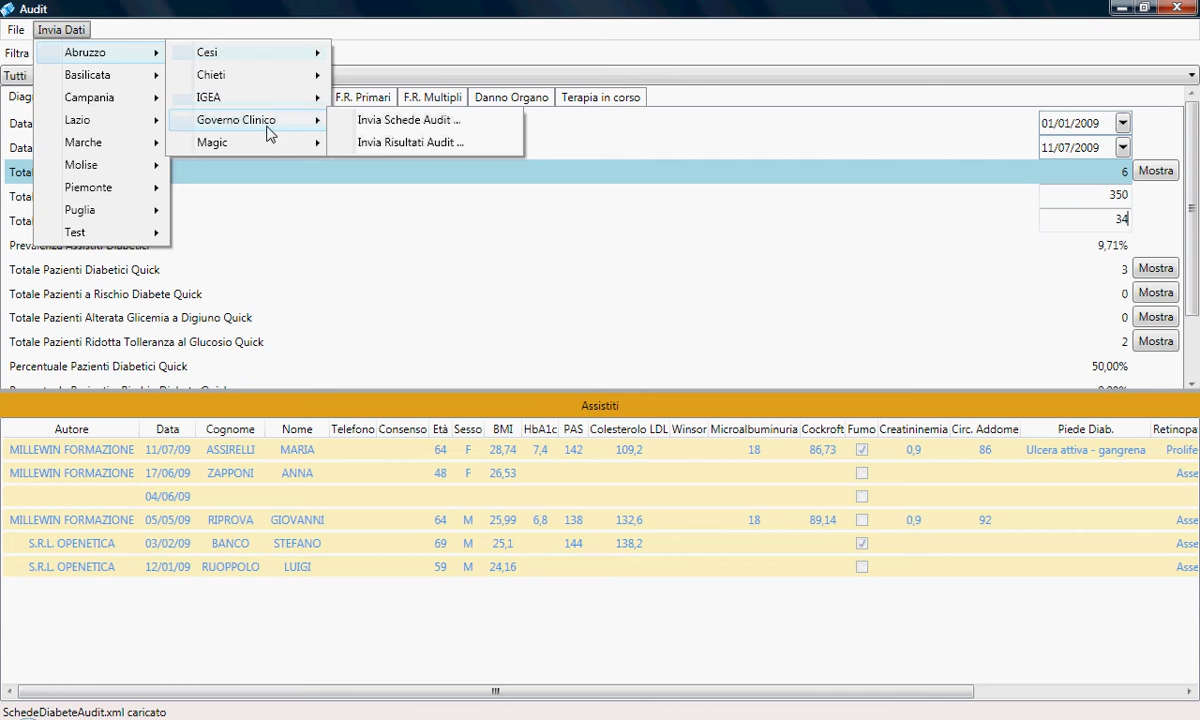 Audit
File Invia Dati
Filtra
Tutti
Abruzzo
Basilicata
Campania
Lazio
Marche
Molise
Piemonte
Puglia
Test
Cesi
Chieti
IGEA
Governo Clinico
Magic
Invia Schede Audit ...
Invia Risultati Audit ...
Diag F.R. Primari F.R. Multipli Danno Organo Terapia in corso
Data 01/01/2009
Data 11/07/2009
Tota 6 Mostra
Tota 350
Tota 34
Prevalenza Assistiti Diabetici 9,71%
Totale Pazienti Diabetici Quick 3 Mostra
Totale Pazienti a Rischio Diabete Quick 0 Mostra
Totale Pazienti Alterata Glicemia a Digiuno Quick 0 Mostra
Totale Pazienti Ridotta Tolleranza al Glucosio Quick 2 Mostra
Percentuale Pazienti Diabetici Quick 50,00%
Assistiti
Autore Data Cognome Nome Telefono Consenso Età Sesso BMI HbA1c PAS Colesterolo LDL Winsor Microalbuminuria Cockroft Fumo Creatininemia Circ. Addome Piede Diab. Retinopa
MILLEWIN FORMAZIONE 11/07/09 ASSIRELLI MARIA 64 F 28,74 7,4 142 109,2 18 86,73 0,9 86 Ulcera attiva - gangrena Prolife
MILLEWIN FORMAZIONE 17/06/09 ZAPPONI ANNA 48 F 26,53 Asse
04/06/09
MILLEWIN FORMAZIONE 05/05/09 RIPROVA GIOVANNI 64 M 25,99 6,8 138 132,6 18 89,14 0,9 92 Asse
S.R.L. OPENETICA 03/02/09 BANCO STEFANO 69 M 25,1 144 138,2 Asse
S.R.L. OPENETICA 12/01/09 RUOPPOLO LUIGI 59 M 24,16 Asse
SchedeDiabeteAudit.xml caricato